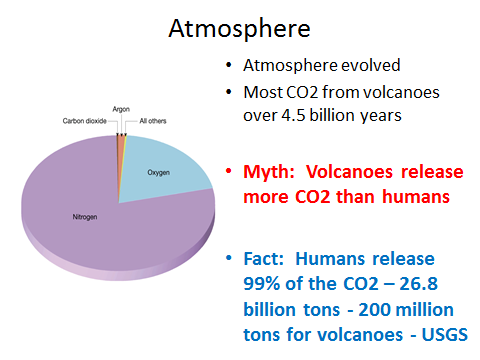 Atmosphere
Argon
Carbon dioxide
All others
Oxygen
Nitrogen
• Atmosphere evolved
• Most CO2 from volcanoes
over 4.5 billion years
• Myth: Volcanoes release
more CO2 than humans
• Fact: Humans release
99% of the CO2 – 26.8
billion tons - 200 million
tons for volcanoes - USGS